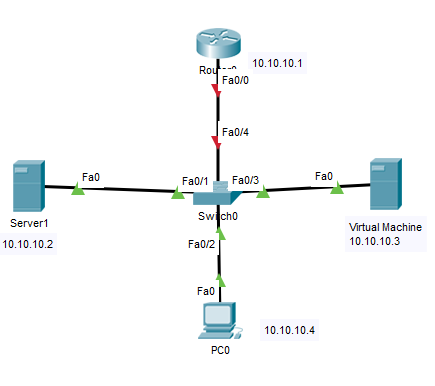 Router0
10.10.10.1
Fa0/0
Fa0/4
Fa0
Fa0/1
Fa0/3
Fa0
Server1
10.10.10.2
Switch0
Virtual Machine
10.10.10.3
Fa0/2
Fa0
10.10.10.4
PC0